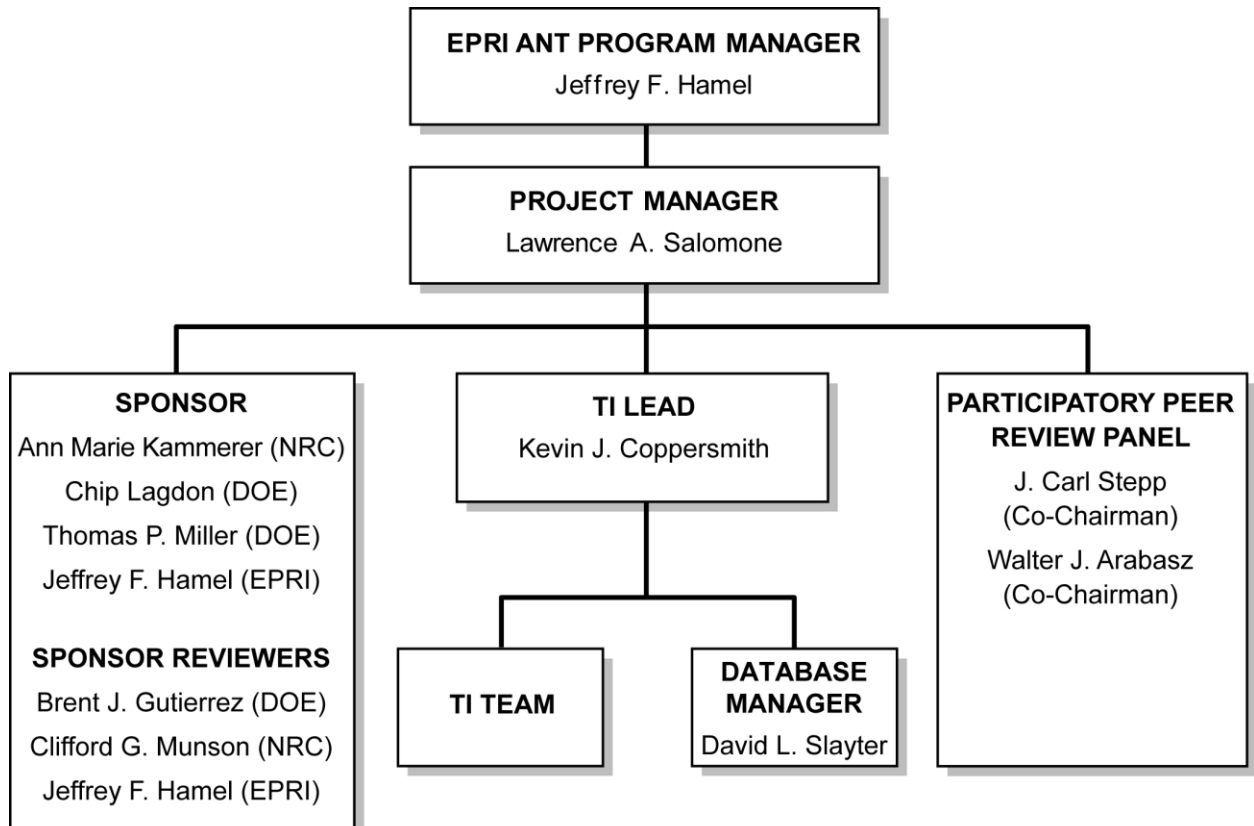 EPRI ANT PROGRAM MANAGER
Jeffrey F. Hamel
PROJECT MANAGER
Lawrence A. Salomone
SPONSOR
Ann Marie Kammerer (NRC)
Chip Lagdon (DOE)
Thomas P. Miller (DOE)
Jeffrey F. Hamel (EPRI)
SPONSOR REVIEWERS
Brent J. Gutierrez (DOE)
Clifford G. Munson (NRC)
Jeffrey F. Hamel (EPRI)
TI LEAD
Kevin J. Coppersmith
TI TEAM
DATABASE
MANAGER
David L. Slayter
PARTICIPATORY PEER
REVIEW PANEL
J. Carl Stepp
(Co-Chairman)
Walter J. Arabasz
(Co-Chairman)